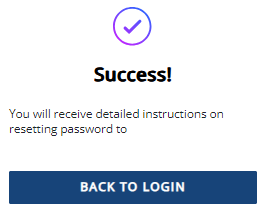 Success!
You will receive detailed instructions on
resetting password to
BACK TO LOGIN